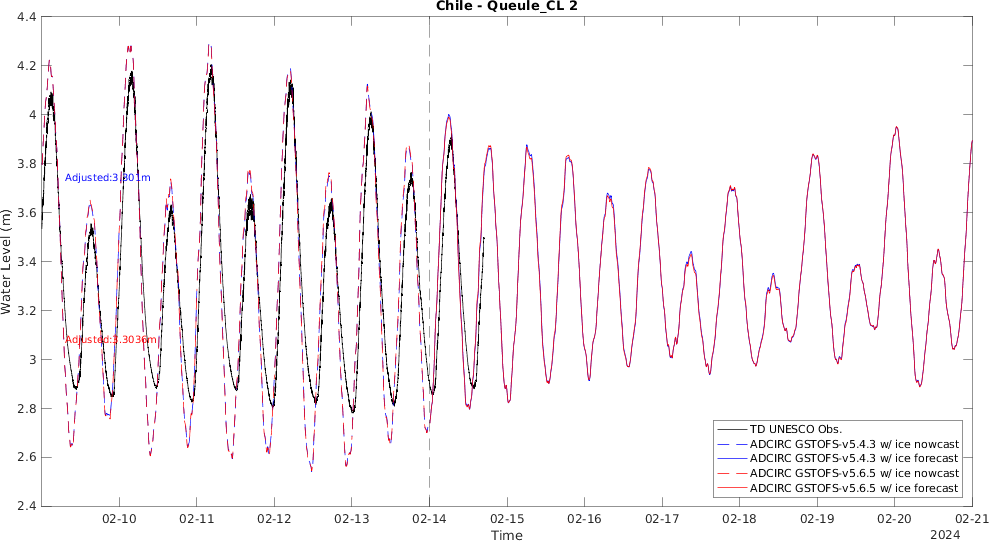 Chile - Queule_CL 2
4.4
4.2
4
3.8
3.6
3.4
3.2
3
2.8
2.6
2.4
Water Level (m)
Adjusted:3.301m
Adjusted:3.3036m
TD UNESCO Obs.
ADCIRC GSTOFS-v5.4.3 w/ ice nowcast
ADCIRC GSTOFS-v5.4.3 w/ ice forecast
ADCIRC GSTOFS-v5.6.5 w/ ice nowcast
ADCIRC GSTOFS-v5.6.5 w/ ice forecast
02-10 02-11 02-12 02-13 02-14 02-15 02-16 02-17 02-18 02-19 02-20 02-21
Time
2024